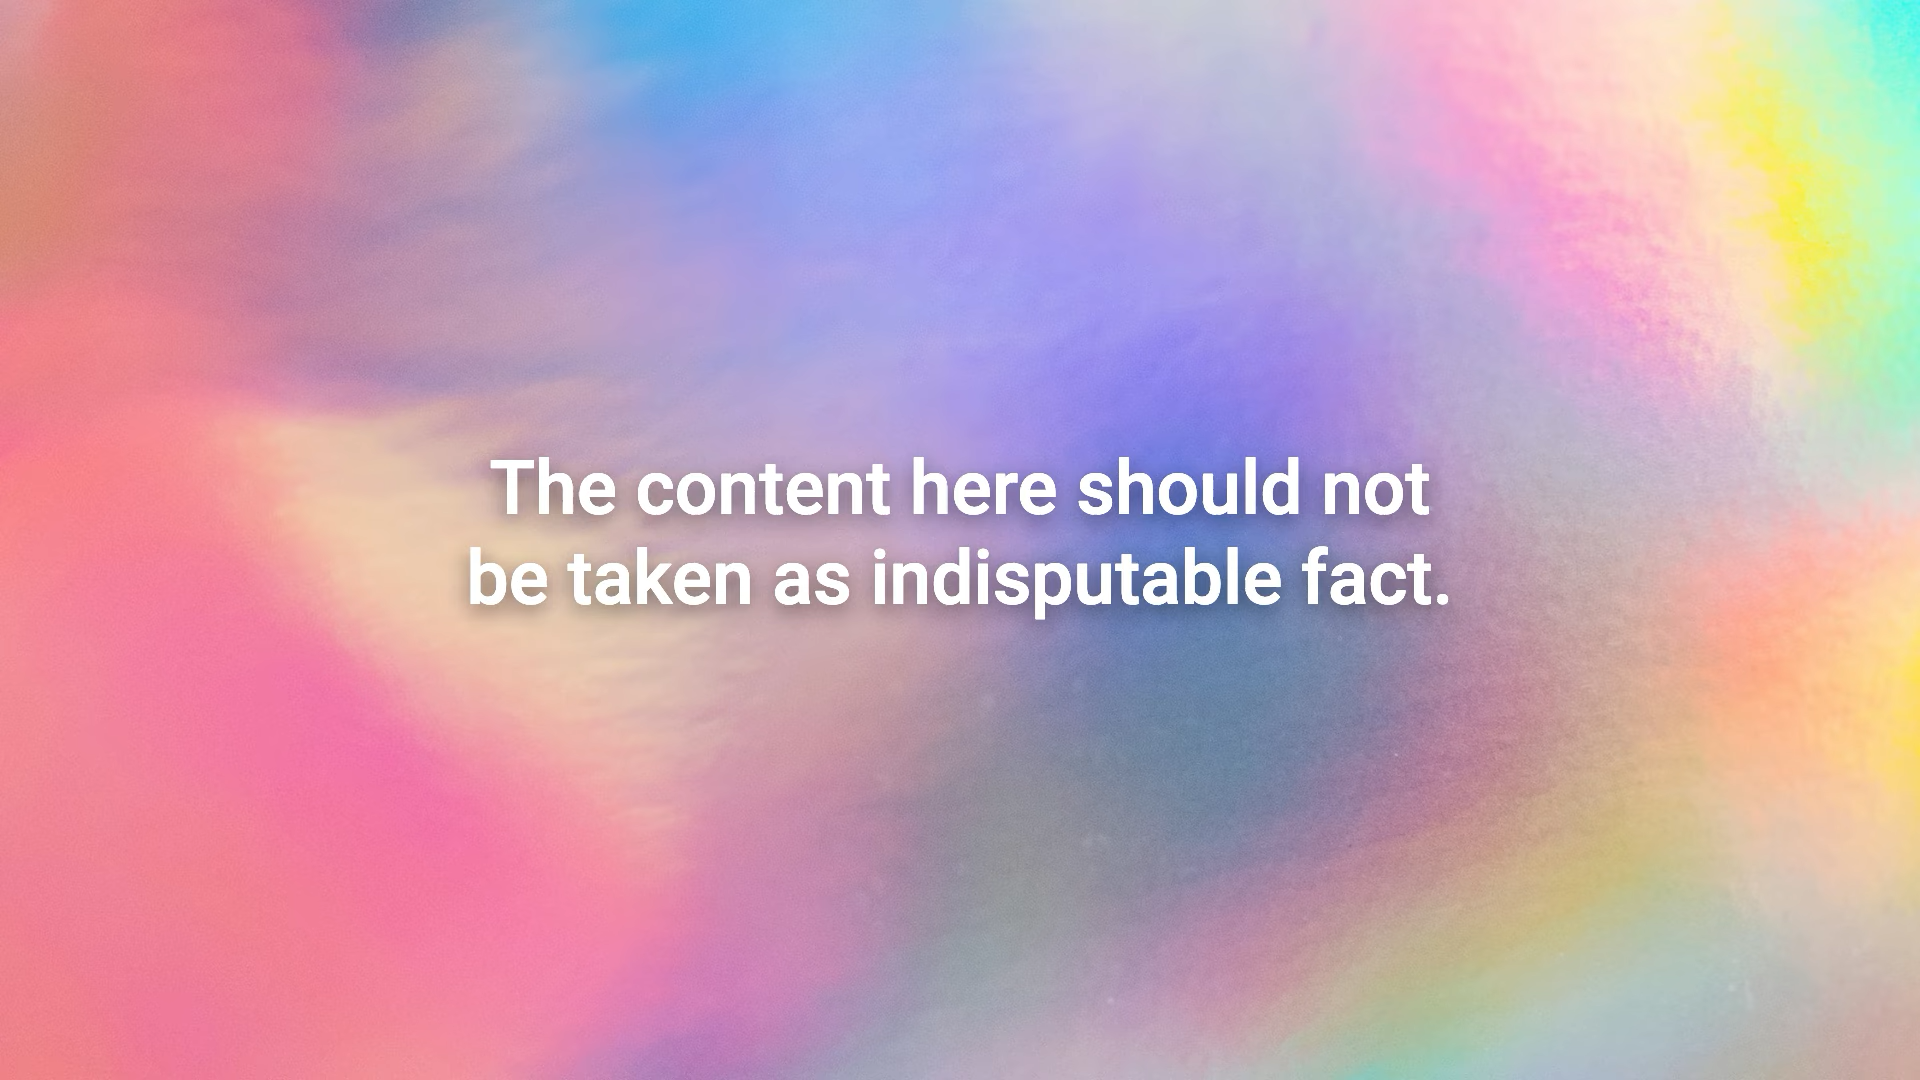 The content here should not
be taken as indisputable fact.